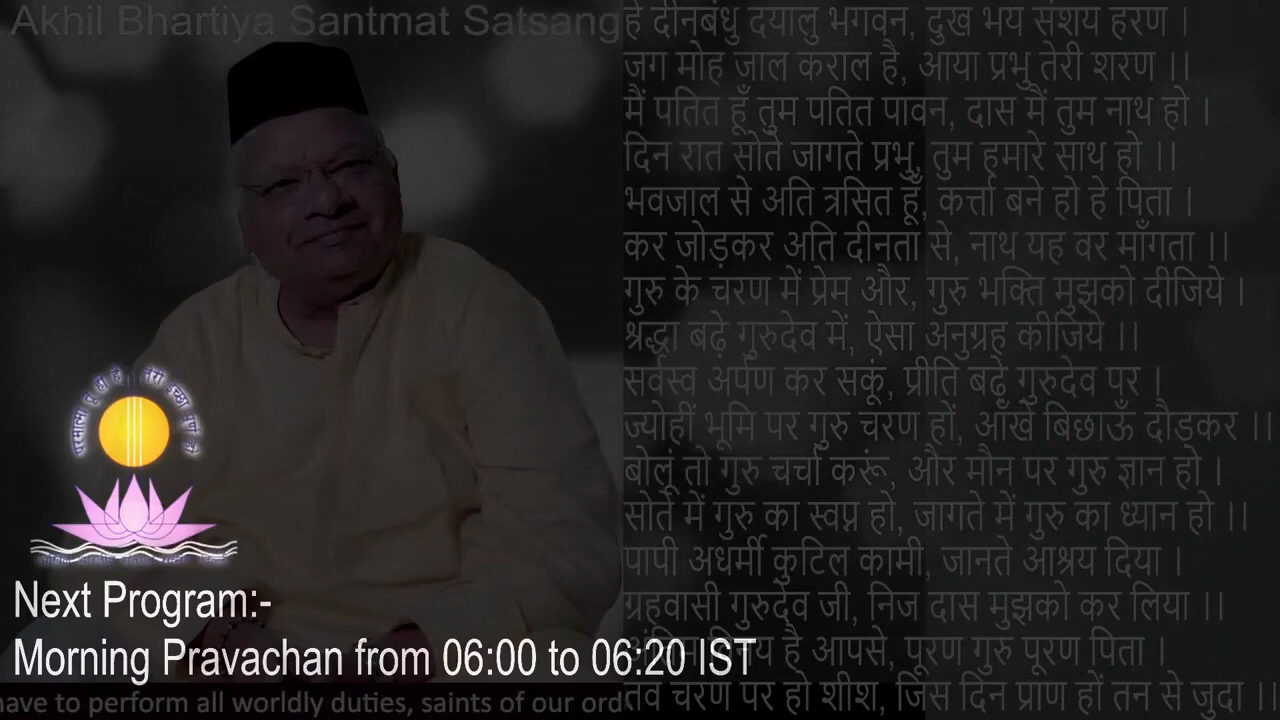 Akhil Bhartiya Santmat Satsang
हे दीनबंधु दयालु भगवन, दुख भय संशय हरण ।
जग मोह जाल कराल है, आया प्रभु तेरी शरण ।।
मैं पतित हूँ तुम पतित पावन, दास मैं तुम नाथ हो ।
दिन रात सोते जागते प्रभु, तुम हमारे साथ हो ।।
भवजाल से अति त्रसित हूँ, कर्त्ता बने हो हे पिता ।
कर जोड़कर अति दीनता से, नाथ यह वर माँगता ।।
गुरु के चरण में प्रेम और, गुरु भक्ति मुझको दीजिये ।
श्रद्धा बढ़े गुरुदेव में, ऐसा अनुग्रह कीजिये ।।
सर्वस्व अर्पण कर सकूं, प्रीति बढ़े गुरुदेव पर ।
ज्योहीं भूमि पर गुरु चरण हों, आँखें बिछाऊँ दौड़कर ।।
बोलूं तो गुरु चर्चा करूं, और मौन पर गुरु ज्ञान हो ।
सोते में गुरु का स्वप्न हो, जागते में गुरु का ध्यान हो ।।
पापी अधर्मी कुटिल कामी, जानते आश्रय दिया ।
ग्रहवासी गुरुदेव जी, निज दास मुझको कर लिया ।।
है आपसे, पूरण गुरु पूरण पिता ।
तव चरण पर हो शीश, जिस दिन प्राण हों तन से जुदा ।।
परमात्मा तू ही है तेरी इच्छा पूर्ण हो
Next Program:-
Morning Pravachan from 06:00 to 06:20 IST
have to perform all worldly duties, saints of our ord